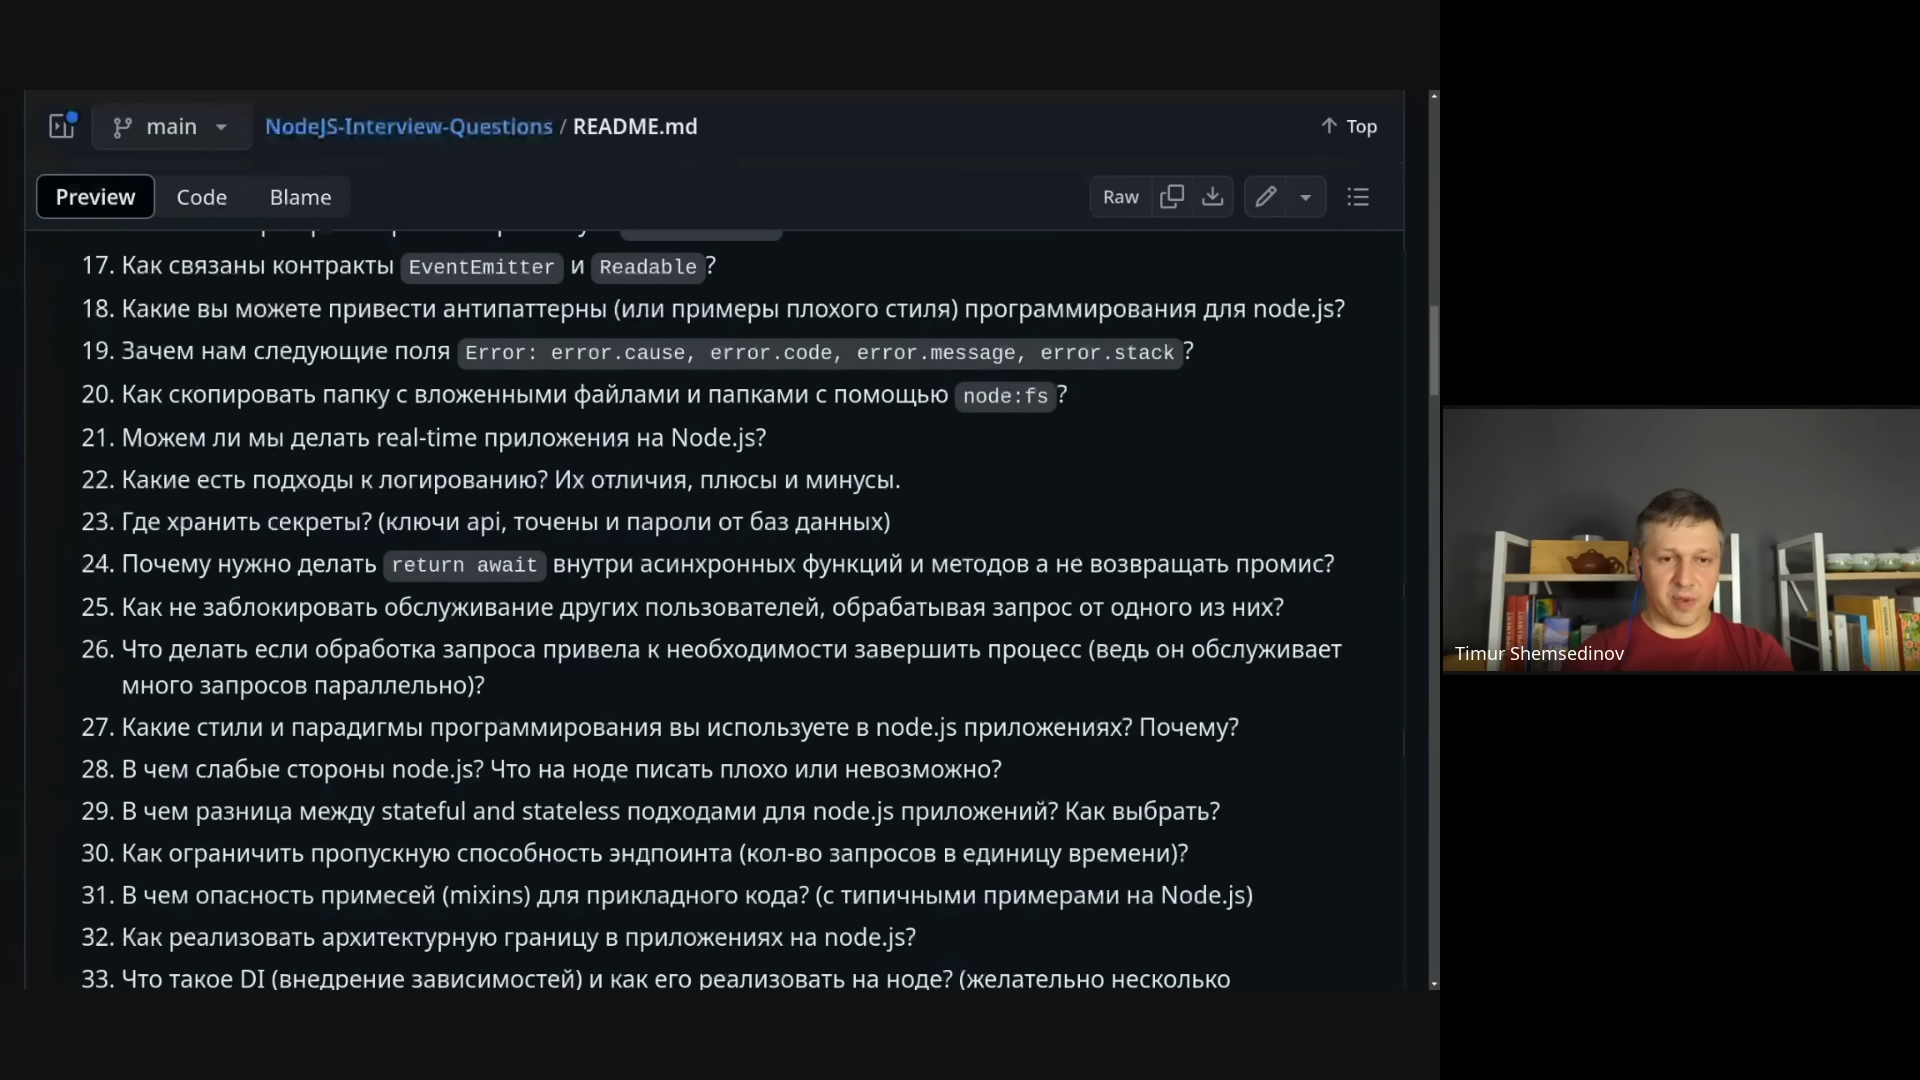 main
NodeJS-Interview-Questions / README.md
Top
Preview
Code
Blame
Raw
17. Как связаны контракты EventEmitter и Readable?
18. Какие вы можете привести антипаттерны (или примеры плохого стиля) программирования для node.js?
19. Зачем нам следующие поля Error: error.cause, error.code, error.message, error.stack?
20. Как скопировать папку с вложенными файлами и папками с помощью node:fs?
21. Можем ли мы делать real-time приложения на Node.js?
22. Какие есть подходы к логированию? Их отличия, плюсы и минусы.
23. Где хранить секреты? (ключи api, точены и пароли от баз данных)
24. Почему нужно делать return await внутри асинхронных функций и методов а не возвращать промис?
25. Как не заблокировать обслуживание других пользователей, обрабатывая запрос от одного из них?
26. Что делать если обработка запроса привела к необходимости завершить процесс (ведь он обслуживает
много запросов параллельно)?
27. Какие стили и парадигмы программирования вы используете в node.js приложениях? Почему?
28. В чем слабые стороны node.js? Что на ноде писать плохо или невозможно?
29. В чем разница между stateful and stateless подходами для node.js приложений? Как выбрать?
30. Как ограничить пропускную способность эндпоинта (кол-во запросов в единицу времени)?
31. В чем опасность примесей (mixins) для прикладного кода? (с типичными примерами на Node.js)
32. Как реализовать архитектурную границу в приложениях на node.js?
33. Что такое DI (внедрение зависимостей) и как его реализовать на ноде? (желательно несколько
Timur Shemsedinov